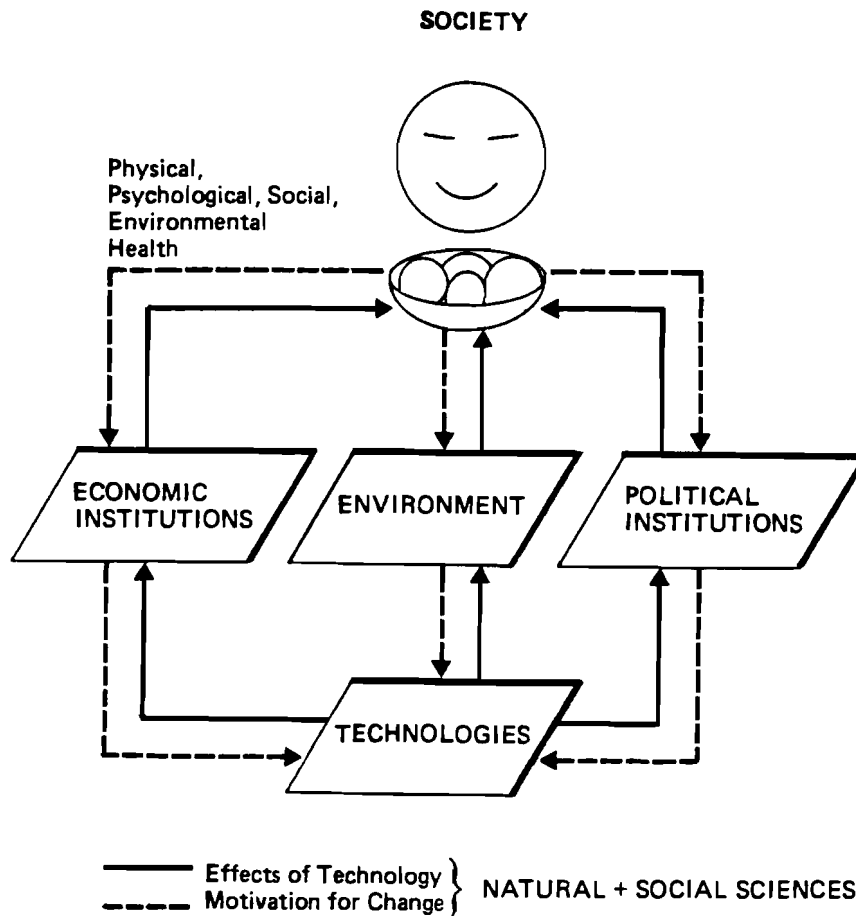 SOCIETY
Physical,
Psychological, Social,
Environmental
Health
ECONOMIC
INSTITUTIONS
ENVIRONMENT
POLITICAL
INSTITUTIONS
TECHNOLOGIES
Effects of Technology
Motivation for Change
NATURAL + SOCIAL SCIENCES